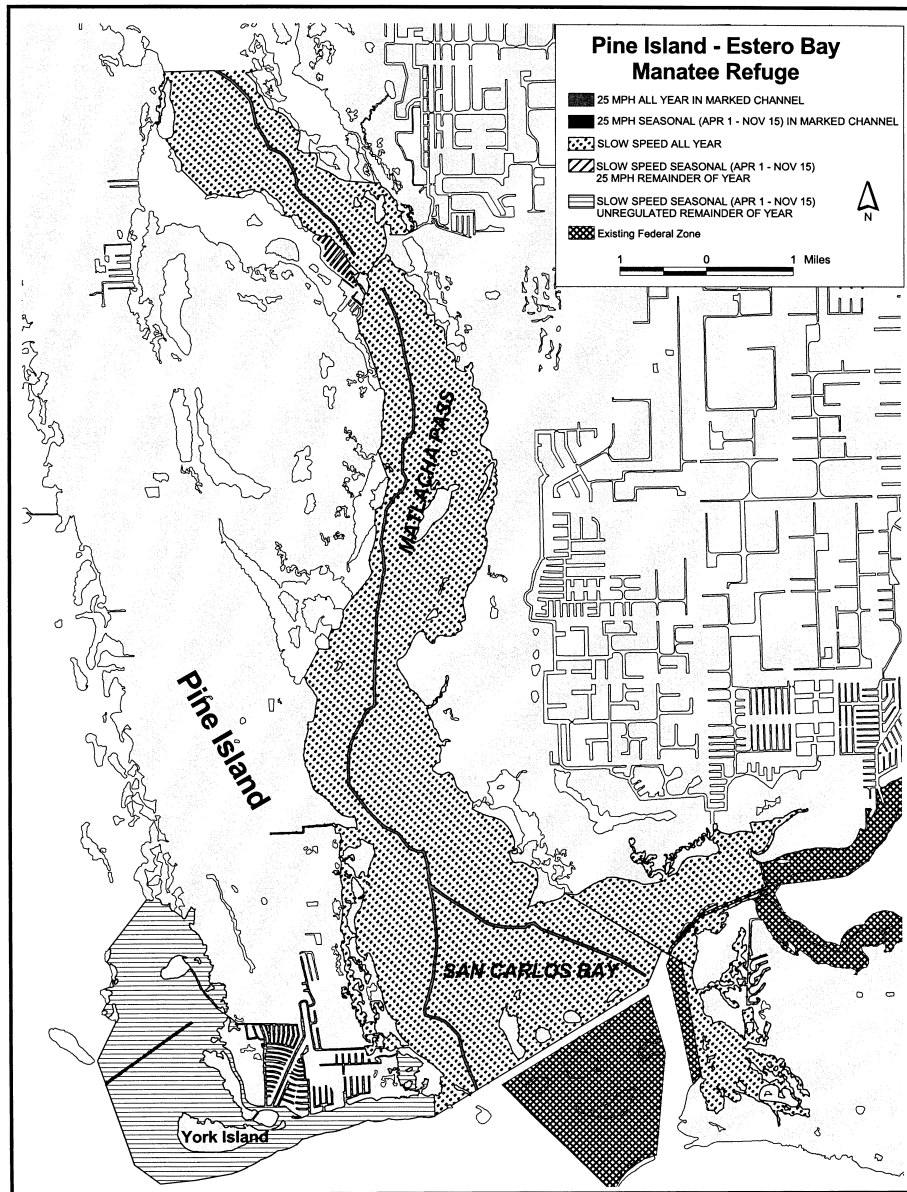 Pine Island - Estero Bay
Manatee Refuge
25 MPH ALL YEAR IN MARKED CHANNEL
25 MPH SEASONAL (APR 1 - NOV 15) IN MARKED CHANNEL
SLOW SPEED ALL YEAR
SLOW SPEED SEASONAL (APR 1 - NOV 15)
25 MPH REMAINDER OF YEAR
SLOW SPEED SEASONAL (APR 1 - NOV 15)
UNREGULATED REMAINDER OF YEAR
Existing Federal Zone
N
1 0 1 Miles
MATLACHA PASS
Pine Island
SAN CARLOS BAY
York Island